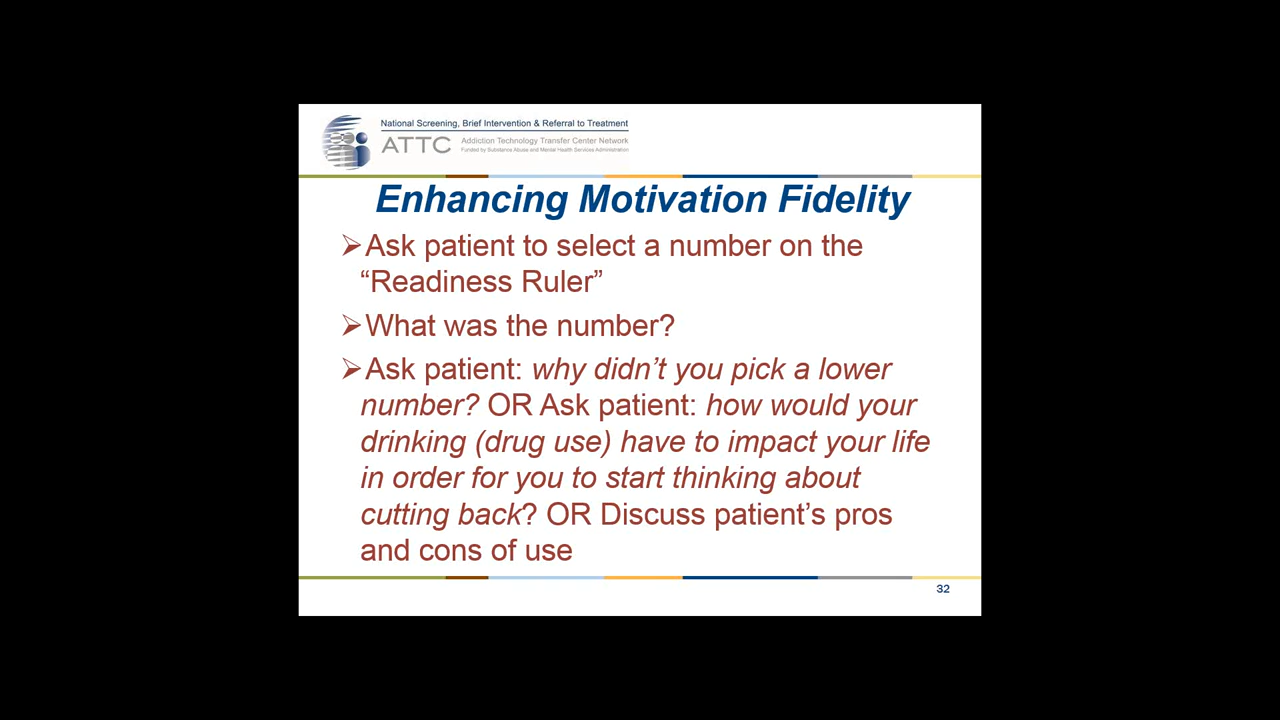 National Screening, Brief Intervention & Referral to Treatment
ATTC
Addiction Technology Transfer Center Network
Funded by Substance Abuse and Mental Health Services Administration
Enhancing Motivation Fidelity
➢Ask patient to select a number on the
“Readiness Ruler”
➢What was the number?
➢Ask patient: why didn’t you pick a lower
number? OR Ask patient: how would your
drinking (drug use) have to impact your life
in order for you to start thinking about
cutting back? OR Discuss patient’s pros
and cons of use
32